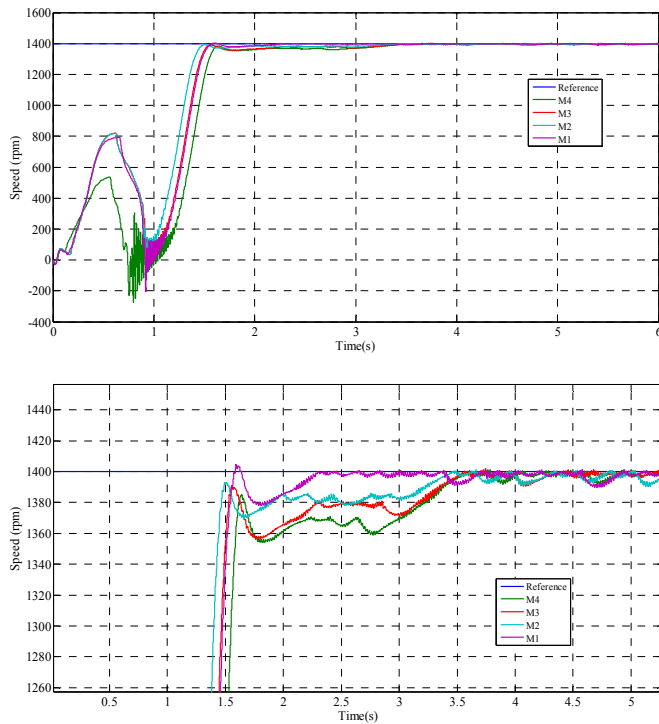 1600
1400
1200
1000
800
600
400
200
0
-200
-400
Speed (rpm)
Reference
M4
M3
M2
M1
0 1 2 3 4 5 6
Time(s)
1440
1420
1400
1380
1360
1340
1320
1300
1280
1260
Speed (rpm)
Reference
M4
M3
M2
M1
0.5 1 1.5 2 2.5 3 3.5 4 4.5 5
Time(s)